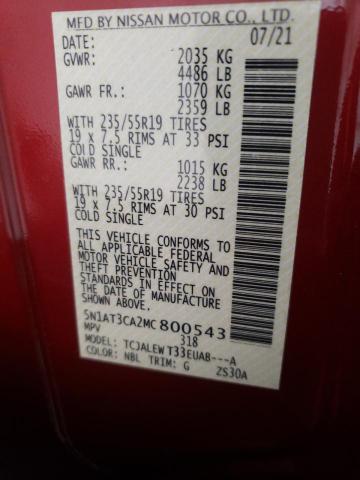 MFD BY NISSAN MOTOR CO., LTD.
DATE: 07/21
GVWR: 2035 KG
4486 LB
GAWR FR.: 1070 KG
2359 LB
WITH 235/55R19 TIRES
19 x 7.5 RIMS AT 33 PSI
COLD SINGLE
GAWR RR.: 1015 KG
2238 LB
WITH 235/55R19 TIRES
19 x 7.5 RIMS AT 30 PSI
COLD SINGLE
THIS VEHICLE CONFORMS TO
ALL APPLICABLE FEDERAL
MOTOR VEHICLE SAFETY AND
THEFT PREVENTION
STANDARDS IN EFFECT ON
THE DATE OF MANUFACTURE
SHOWN ABOVE.
5N1AT3CA2MC800543
MPV 318
MODEL: TCJALEW T33EUAB---A
COLOR: NBL TRIM: G ZS30A